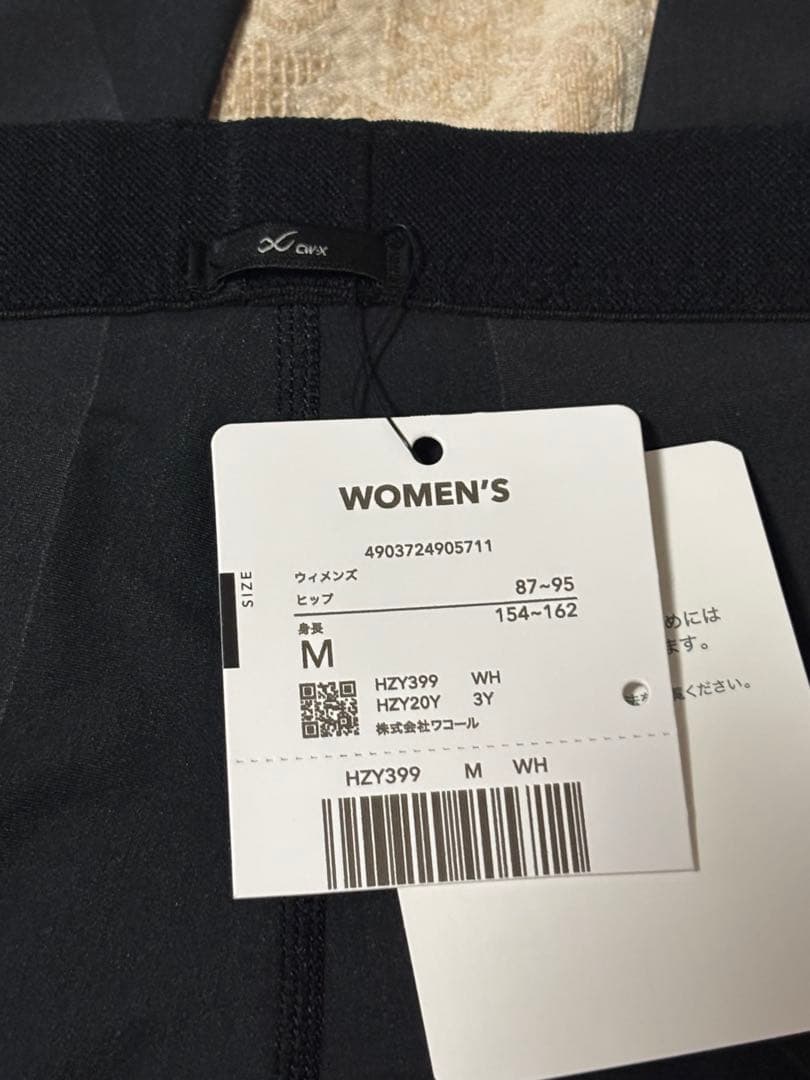 CW-X
WOMEN'S
4903724905711
SIZE
ウィメンズ
ヒップ 87~95
身長 154~162
M
HZY399 WH
HZY20Y 3Y
株式会社ワコール
HZY399 M WH
めには
ます。
覧ください。